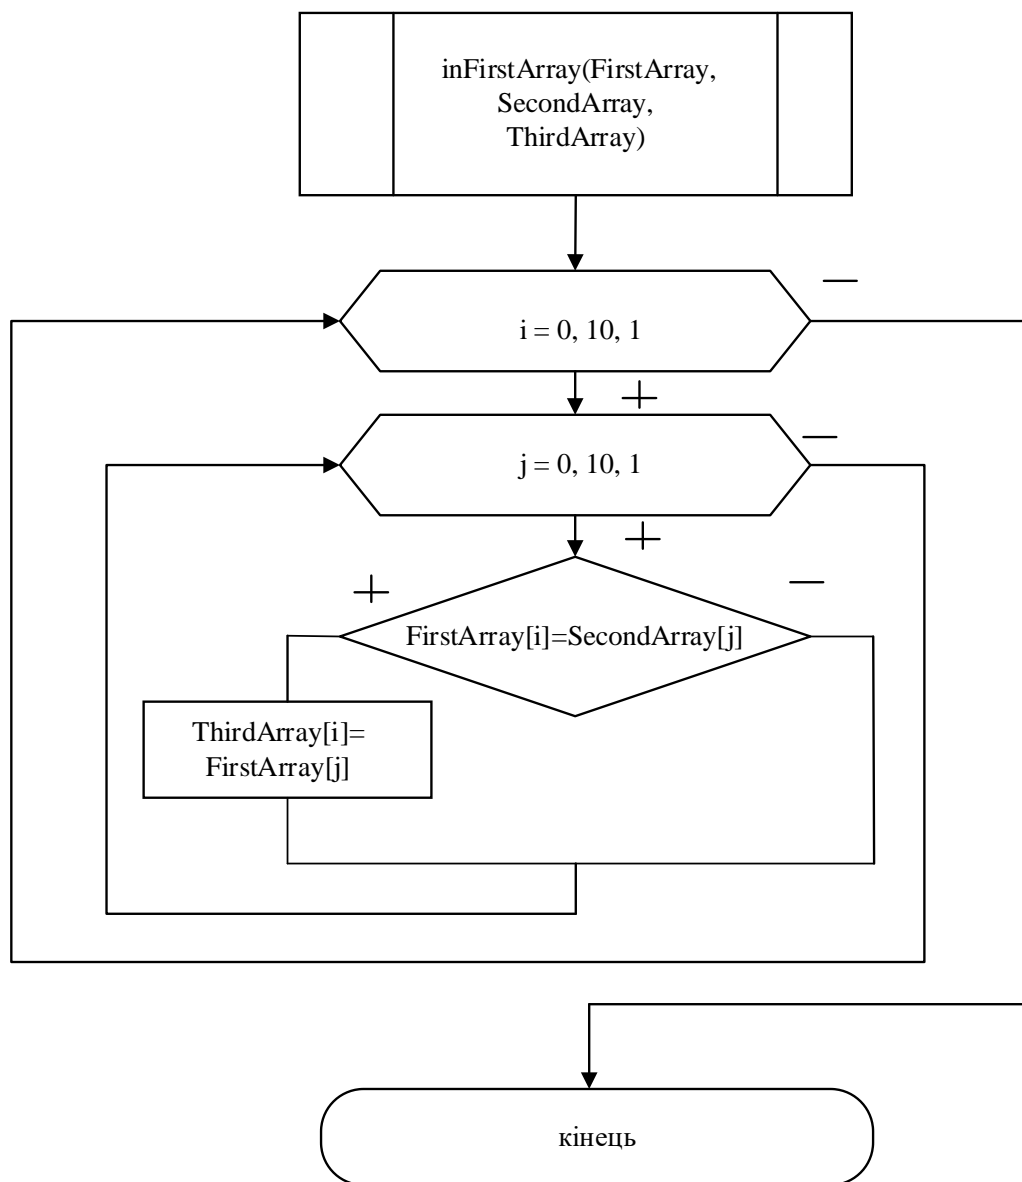 inFirstArray(FirstArray,
SecondArray,
ThirdArray)
—
i = 0, 10, 1
+
—
j = 0, 10, 1
+
+
—
FirstArray[i]=SecondArray[j]
ThirdArray[i]=
FirstArray[j]
кінець